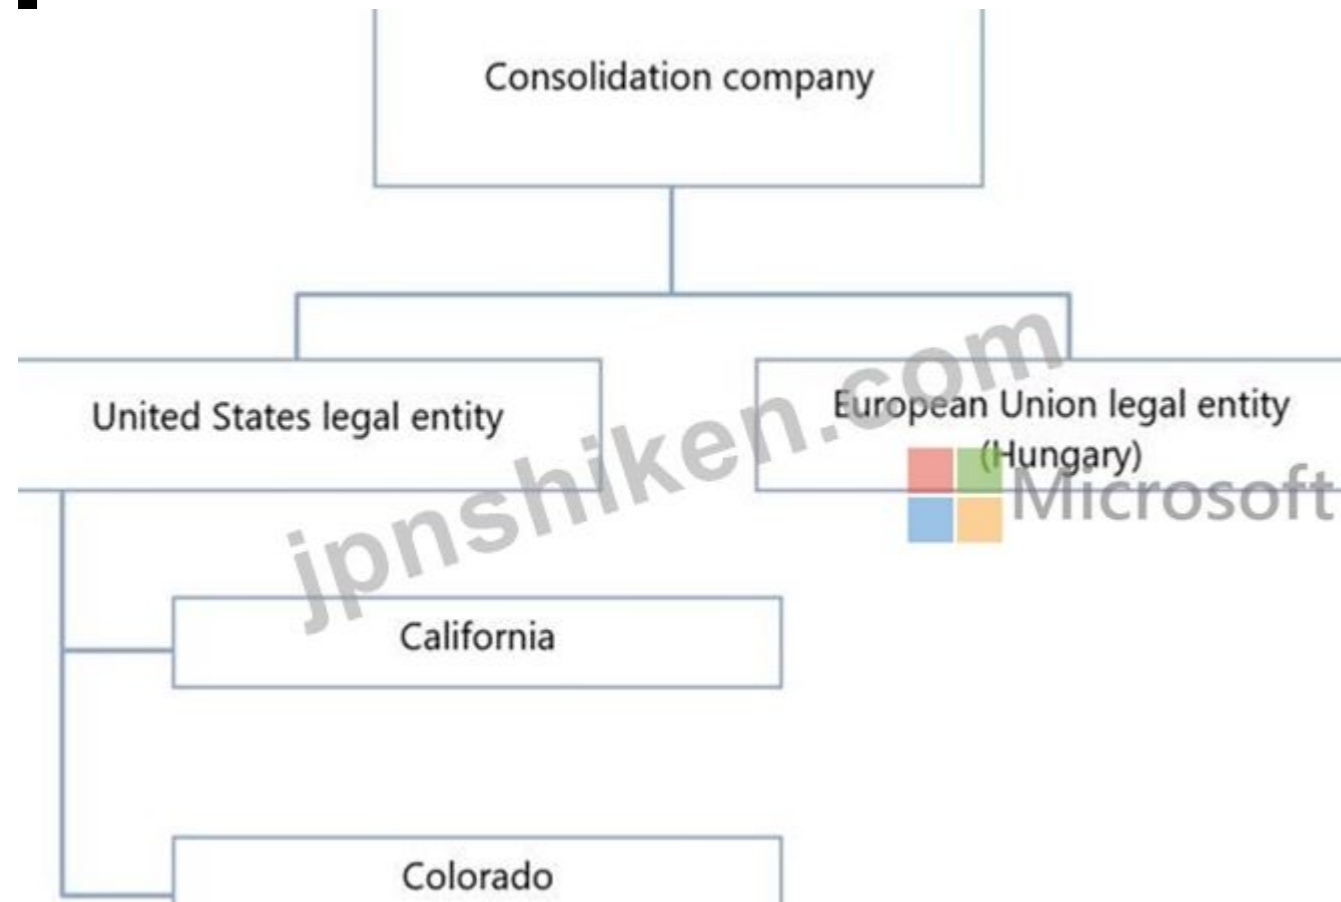 Consolidation company
United States legal entity
European Union legal entity
(Hungary)
Microsoft
jpnshiken.com
California
Colorado